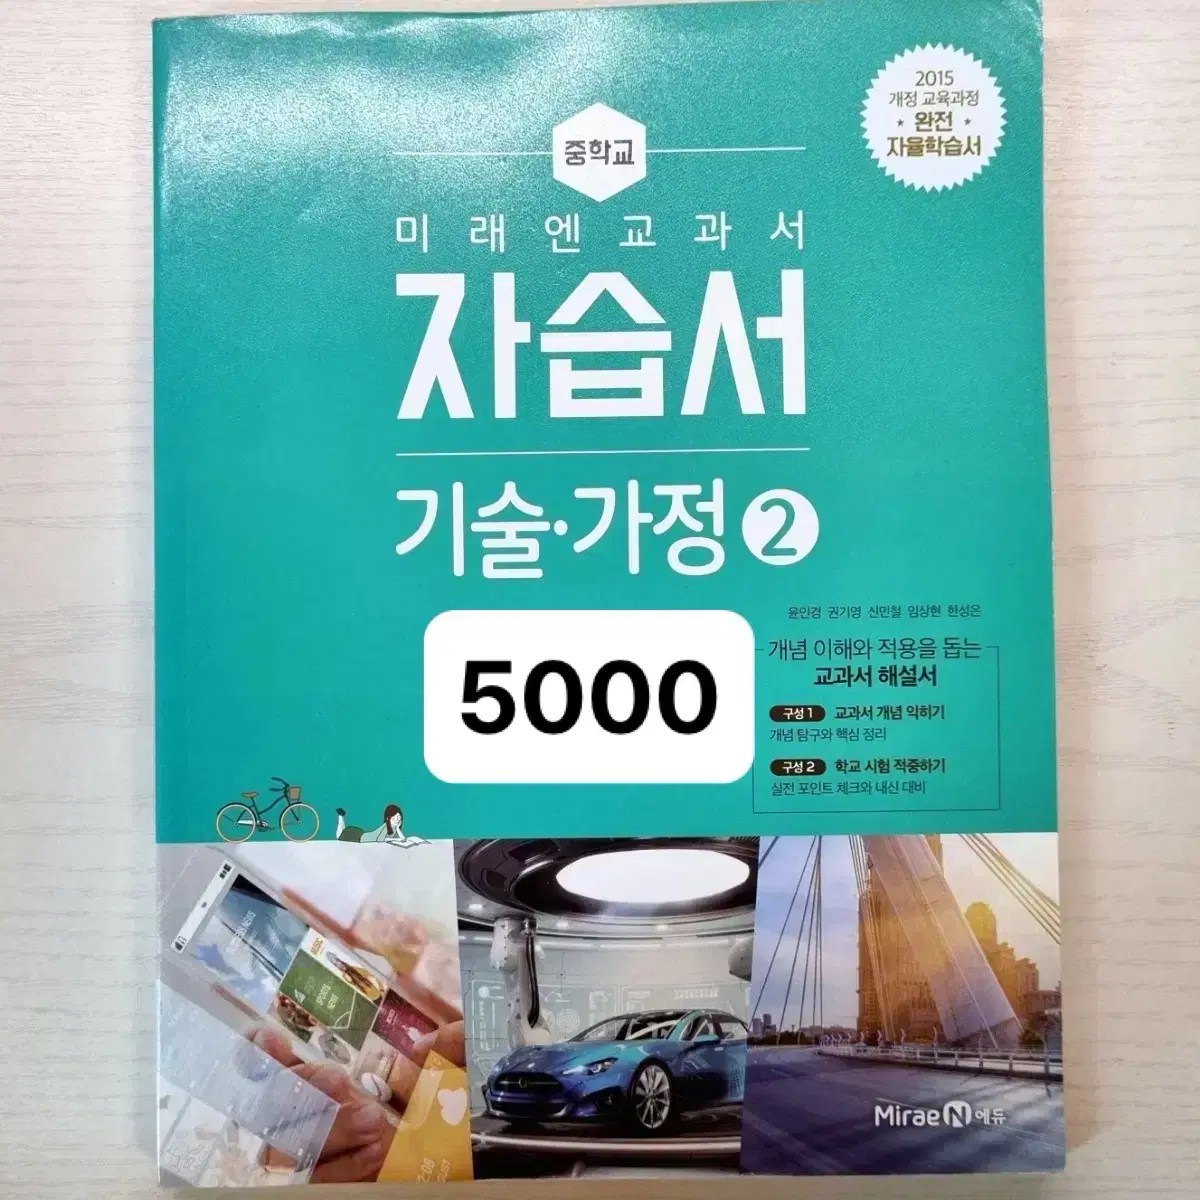 2015
개정 교육과정
완전
자율학습서
중학교
미래엔교과서
자습서
기술·가정 2
윤인경 권기영 신민철 임상현 한성온
개념 이해와 적용을 돕는
교과서 해설서
5000
구성 1 교과서 개념 익히기
개념 탐구와 핵심 정리
구성 2 학교 시험 적중하기
실전 포인트 체크와 내신 대비
SPORTS
NOW
Mirae N 에듀